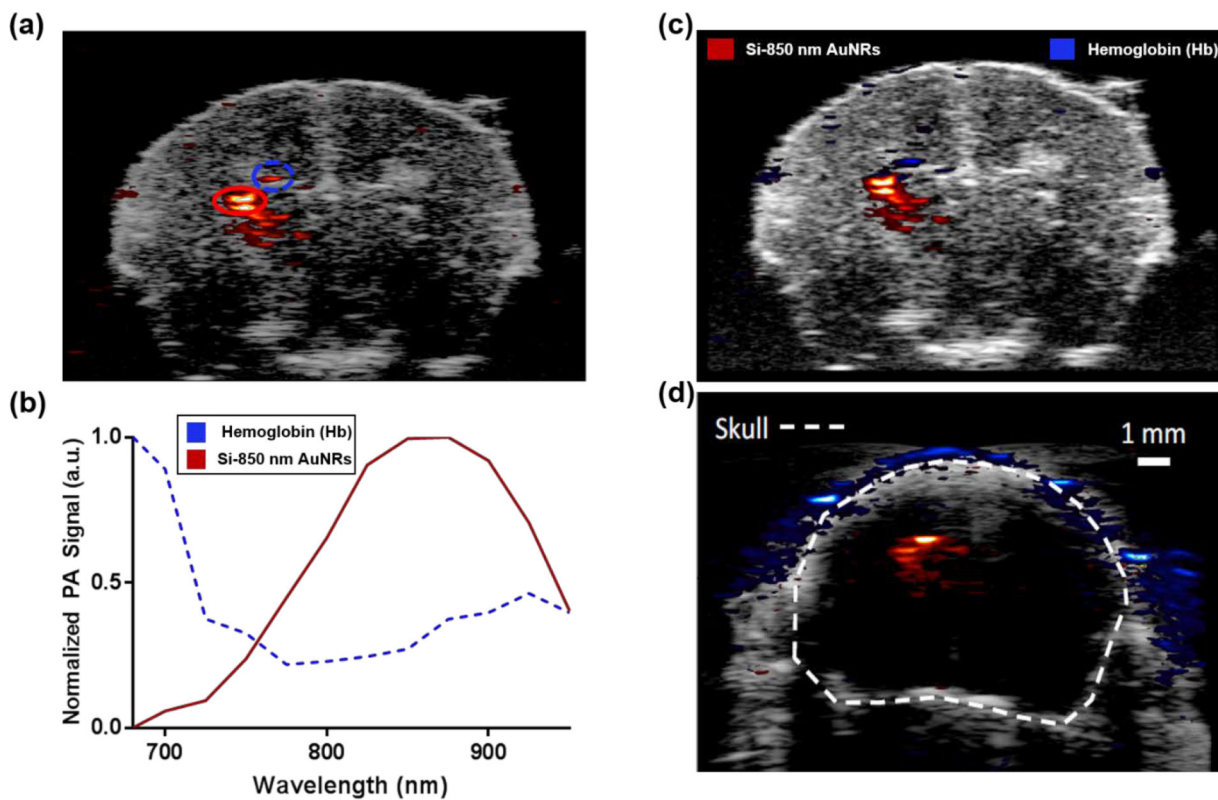 (a)
(c)
Si-850 nm AuNRs
Hemoglobin (Hb)
(b)
Hemoglobin (Hb)
Si-850 nm AuNRs
1.0
0.5
0.0
Normalized PA Signal (a.u.)
700
800
900
Wavelength (nm)
(d)
Skull
1 mm